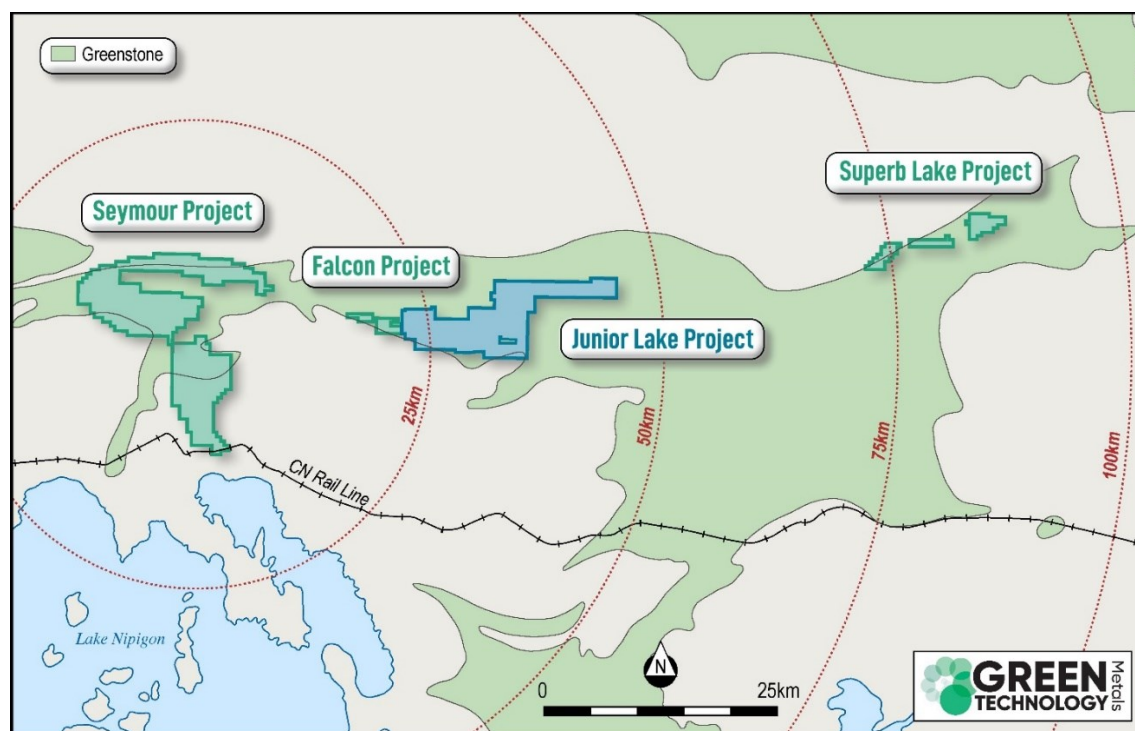 Greenstone
Superb Lake Project
Seymour Project
Falcon Project
Junior Lake Project
25km
50km
75km
100km
CN Rail Line
Lake Nipigon
N
0
25km
GREEN
TECHNOLOGY
Metals